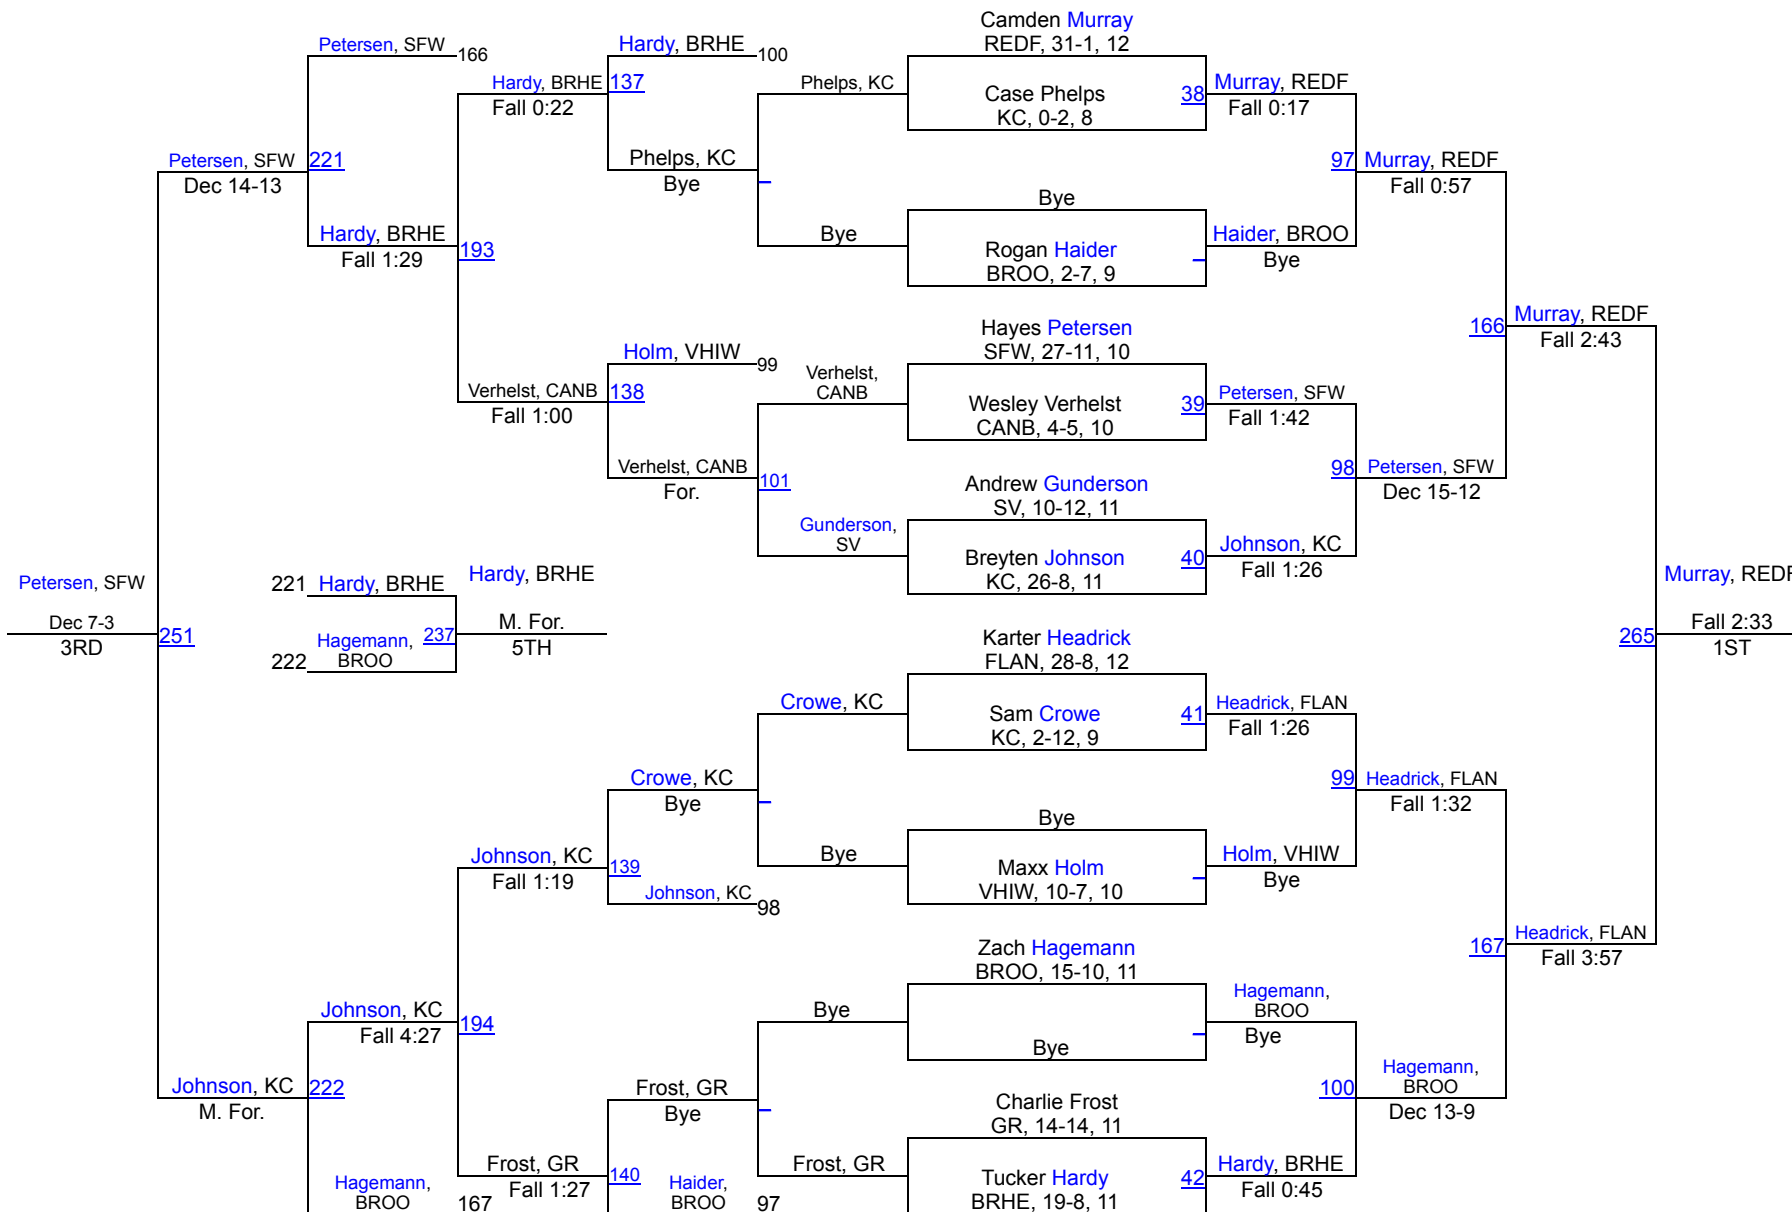 Camden Murray
REDF, 31-1, 12
Petersen, SFW
166
Hardy, BRHE
100
Hardy, BRHE
137
Fall 0:22
Phelps, KC
Case Phelps
KC, 0-2, 8
38
Murray, REDF
Fall 0:17
Petersen, SFW
221
Dec 14-13
Phelps, KC
Bye
97
Murray, REDF
Fall 0:57
Bye
Hardy, BRHE
193
Fall 1:29
Bye
Rogan Haider
BROO, 2-7, 9
Haider, BROO
Bye
Hayes Petersen
SFW, 27-11, 10
166
Murray, REDF
Fall 2:43
Holm, VHIW
99
Verhelst,
CANB
Verhelst, CANB
138
Fall 1:00
Wesley Verhelst
CANB, 4-5, 10
39
Petersen, SFW
Fall 1:42
Verhelst, CANB
101
For.
Andrew Gunderson
SV, 10-12, 11
98
Petersen, SFW
Dec 15-12
Gunderson,
SV
Breyten Johnson
KC, 26-8, 11
40
Johnson, KC
Fall 1:26
Petersen, SFW
Dec 7-3
3RD
251
221
Hardy, BRHE
Hardy, BRHE
Hagemann,
BROO
237
222
M. For.
5TH
Murray, REDF
265
Fall 2:33
1ST
Karter Headrick
FLAN, 28-8, 12
Crowe, KC
Sam Crowe
KC, 2-12, 9
41
Headrick, FLAN
Fall 1:26
Crowe, KC
Bye
99
Headrick, FLAN
Fall 1:32
Bye
Johnson, KC
139
Fall 1:19
Bye
Maxx Holm
VHIW, 10-7, 10
Holm, VHIW
Bye
Johnson, KC
98
Zach Hagemann
BROO, 15-10, 11
167
Headrick, FLAN
Fall 3:57
Johnson, KC
194
Fall 4:27
Bye
Bye
Hagemann,
BROO
Bye
Johnson, KC
222
M. For.
Frost, GR
Bye
Charlie Frost
GR, 14-14, 11
100
Hagemann,
BROO
Dec 13-9
Frost, GR
140
Fall 1:27
Frost, GR
Tucker Hardy
BRHE, 19-8, 11
42
Hardy, BRHE
Fall 0:45
Hagemann,
BROO
167
Haider,
BROO
97